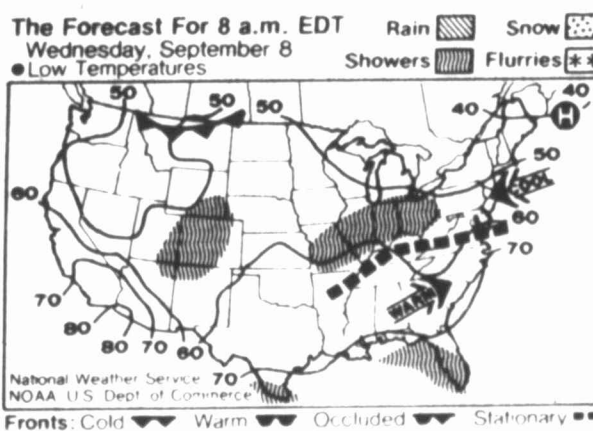 The Forecast For 8 a.m. EDT
Wednesday, September 8
●Low Temperatures
Rain Snow
Showers Flurries
50 50 50 40 40
H
50
COOL
60
60
70
70
WARM
80
80 70 60 70
National Weather Service
NOAA U S Dept of Commerce
Fronts: Cold Warm Occluded Stationary